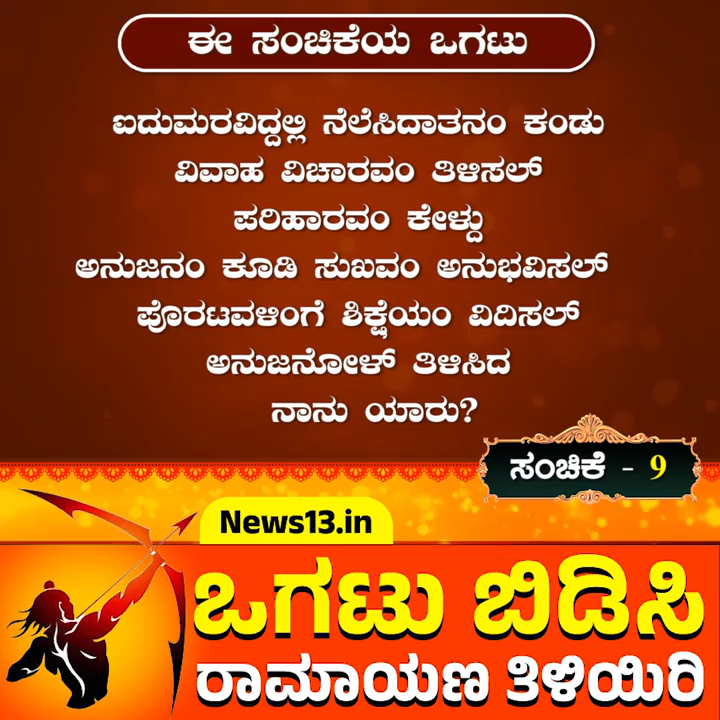 ಈ ಸಂಚಿಕೆಯ ಒಗಟು
ಐದುಮರವಿದ್ದಲ್ಲಿ ನೆಲೆಸಿದಾತನಂ ಕಂಡು
ವಿವಾಹ ವಿಚಾರವಂ ತಿಳಿಸಲ್
ಪರಿಹಾರವಂ ಕೇಳ್ದು
ಅನುಜನಂ ಕೂಡಿ ಸುಖವಂ ಅನುಭವಿಸಲ್
ಪೊರಟವಳಿಂಗೆ ಶಿಕ್ಷೆಯಂ ವಿದಿಸಲ್
ಅನುಜನೋಳ್ ತಿಳಿಸಿದ
ನಾನು ಯಾರು?
ಸಂಚಿಕೆ - 9
News13.in
ಒಗಟು ಬಿಡಿಸಿ
ರಾಮಾಯಣ ತಿಳಿಯಿರಿ